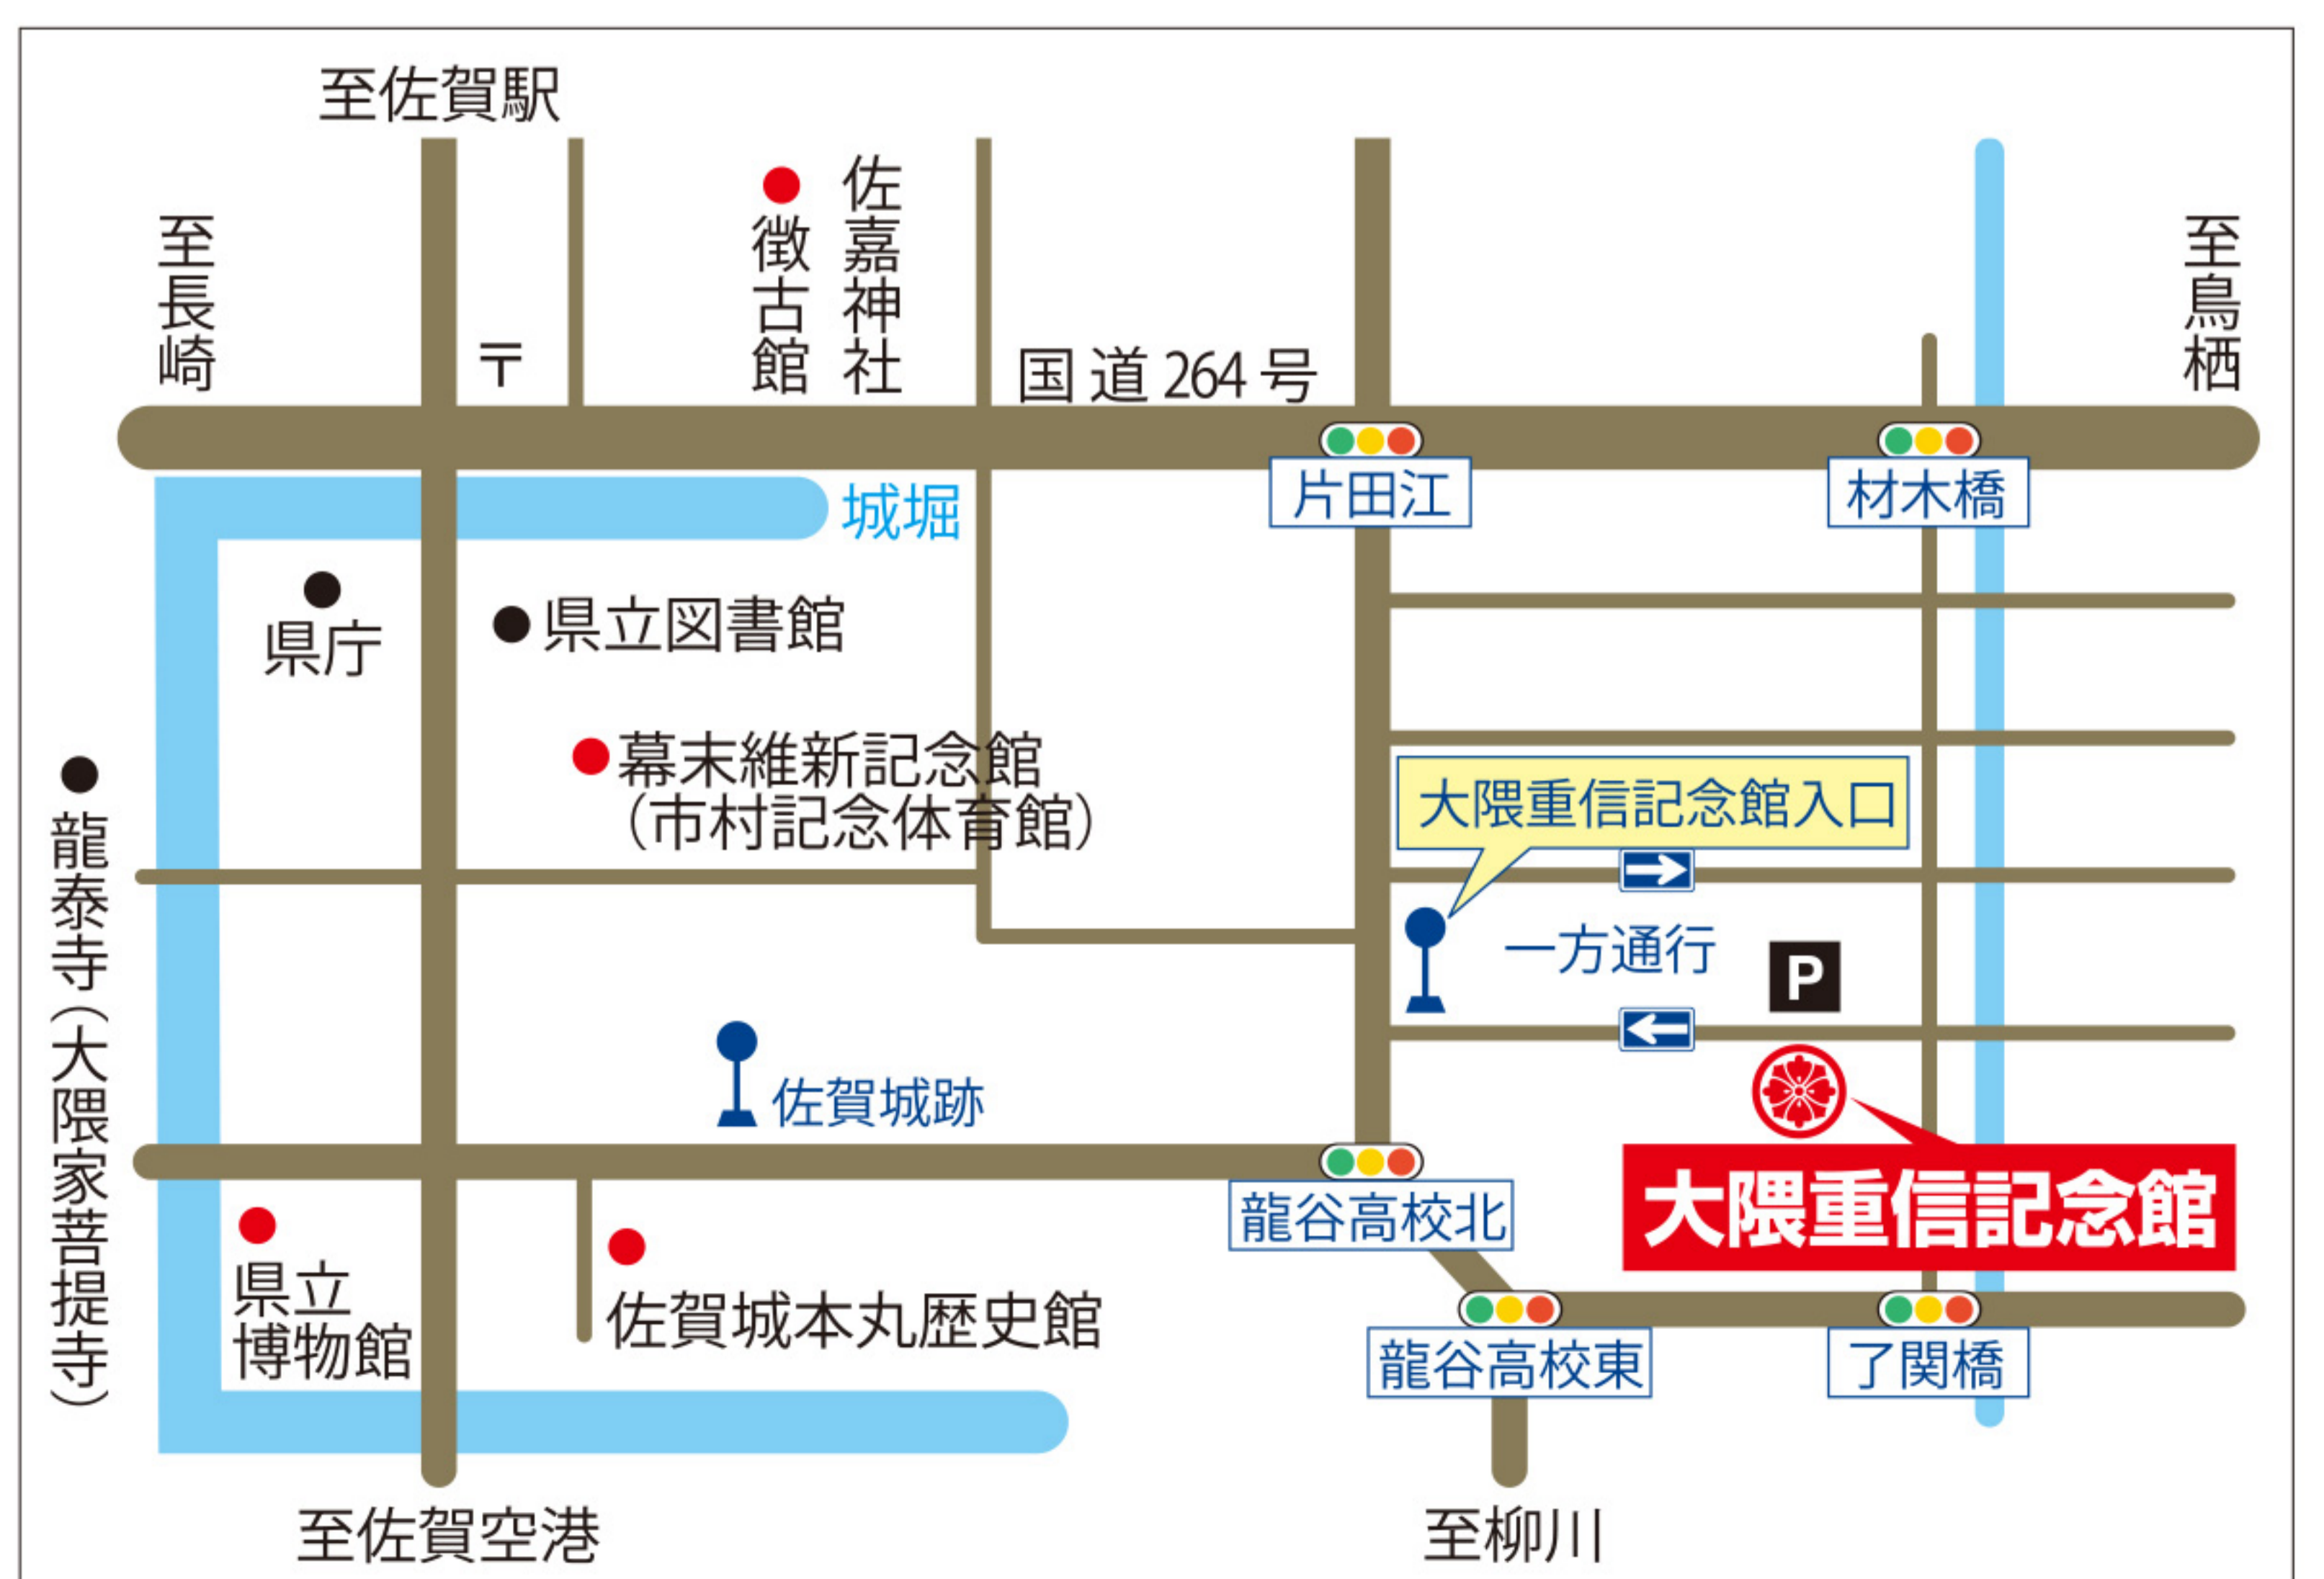 至佐賀駅
至長崎
〒
徴古館
佐嘉神社
国道264号
至鳥栖
片田江
材木橋
城堀
県庁
県立図書館
幕末維新記念館
（市村記念体育館）
大隈重信記念館入口
龍泰寺（大隈家菩提寺）
一方通行
P
佐賀城跡
大隈重信記念館
龍谷高校北
県立
博物館
佐賀城本丸歴史館
龍谷高校東
了関橋
至佐賀空港
至柳川